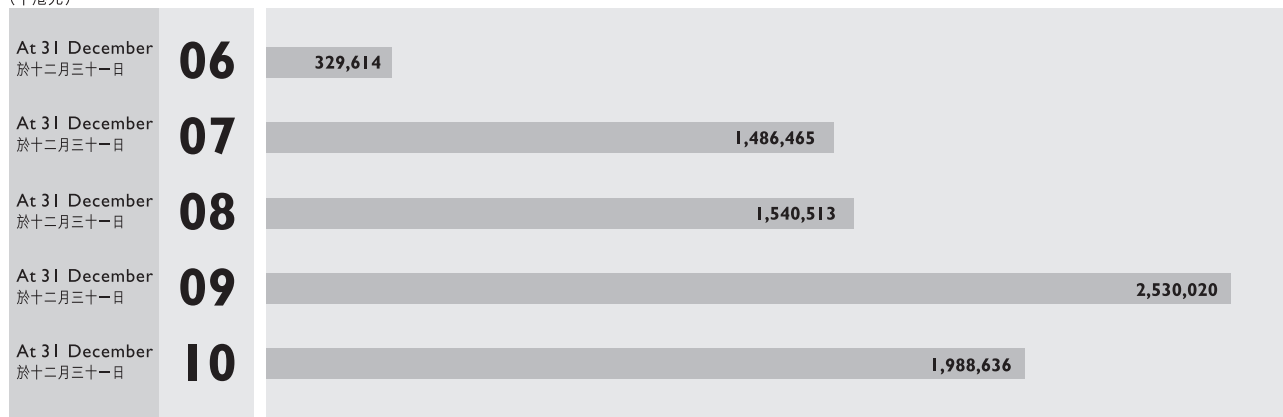 (千港元)
At 31 December
於十二月三十一日
06
329,614
At 31 December
於十二月三十一日
07
1,486,465
At 31 December
於十二月三十一日
08
1,540,513
At 31 December
於十二月三十一日
09
2,530,020
At 31 December
於十二月三十一日
10
1,988,636